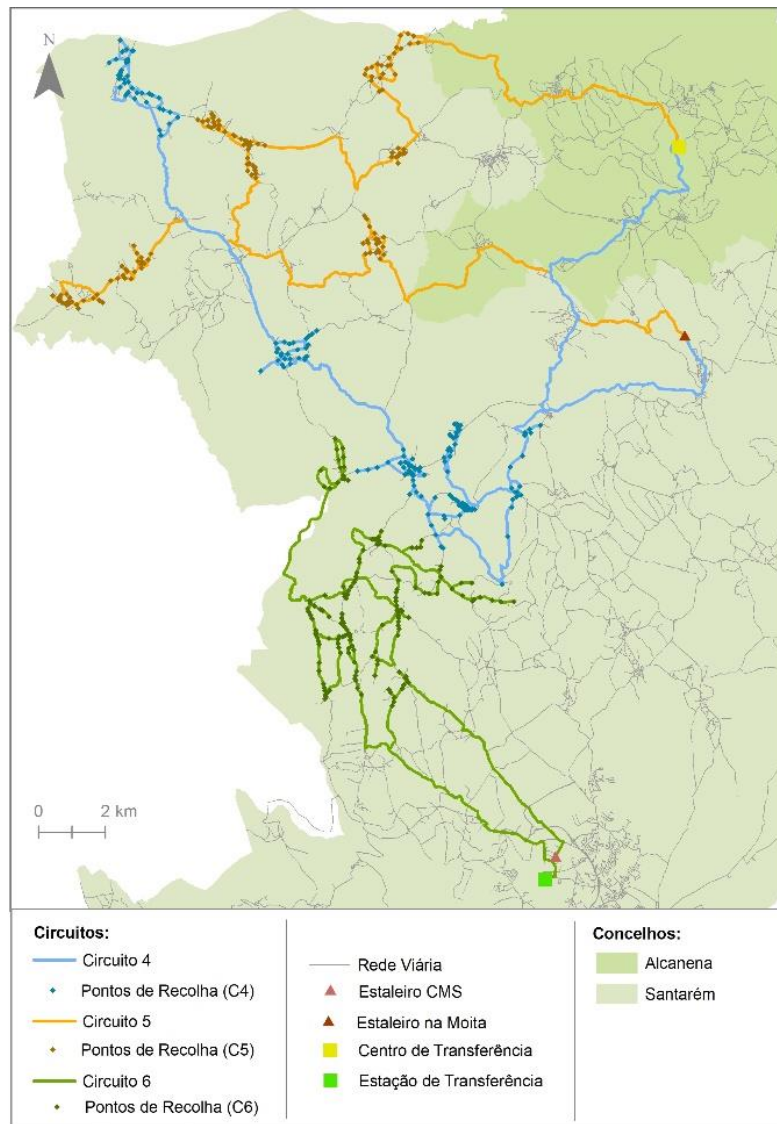 N
0 2 km
Circuitos:
Circuito 4
Pontos de Recolha (C4)
Circuito 5
Pontos de Recolha (C5)
Circuito 6
Pontos de Recolha (C6)
Rede Viária
Estaleiro CMS
Estaleiro na Moita
Centro de Transferência
Estação de Transferência
Concelhos:
Alcanena
Santarém